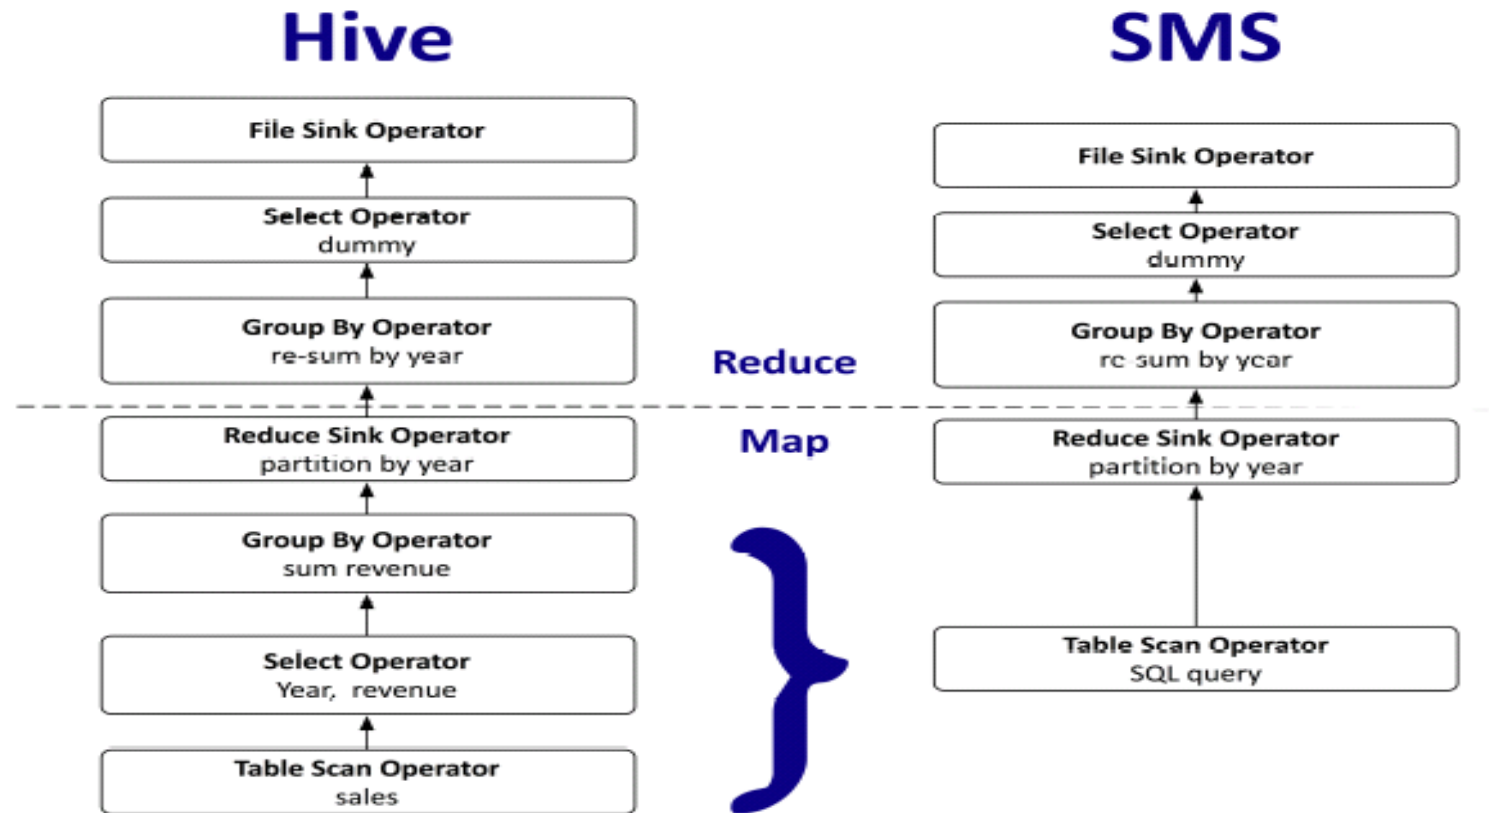 Hive
SMS
File Sink Operator
Select Operator
dummy
Group By Operator
re-sum by year
Reduce Sink Operator
partition by year
Group By Operator
sum revenue
Select Operator
Year, revenue
Table Scan Operator
sales
Reduce
Map
File Sink Operator
Select Operator
dummy
Group By Operator
re-sum by year
Reduce Sink Operator
partition by year
Table Scan Operator
SQL query